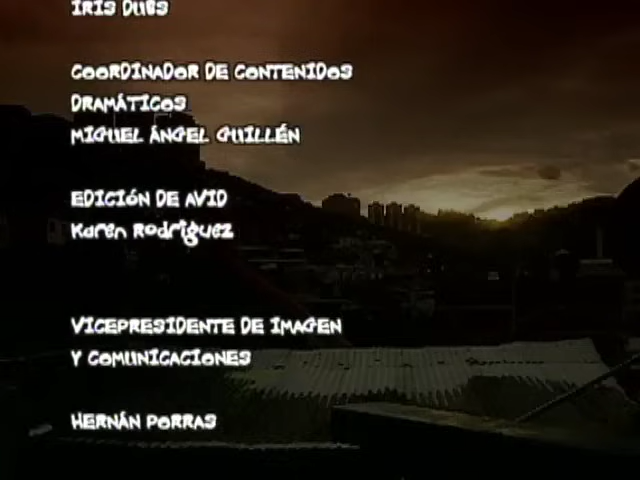 IRIS DUBS
COORDINADOR DE CONTENIDOS
DRAMÁTICOS
MIGUEL ÁNGEL GUILLÉN
EDICIÓN DE AVID
Karen Rodríguez
VICEPRESIDENTE DE IMAGEN
Y COMUNICACIONES
HERNÁN PORRAS